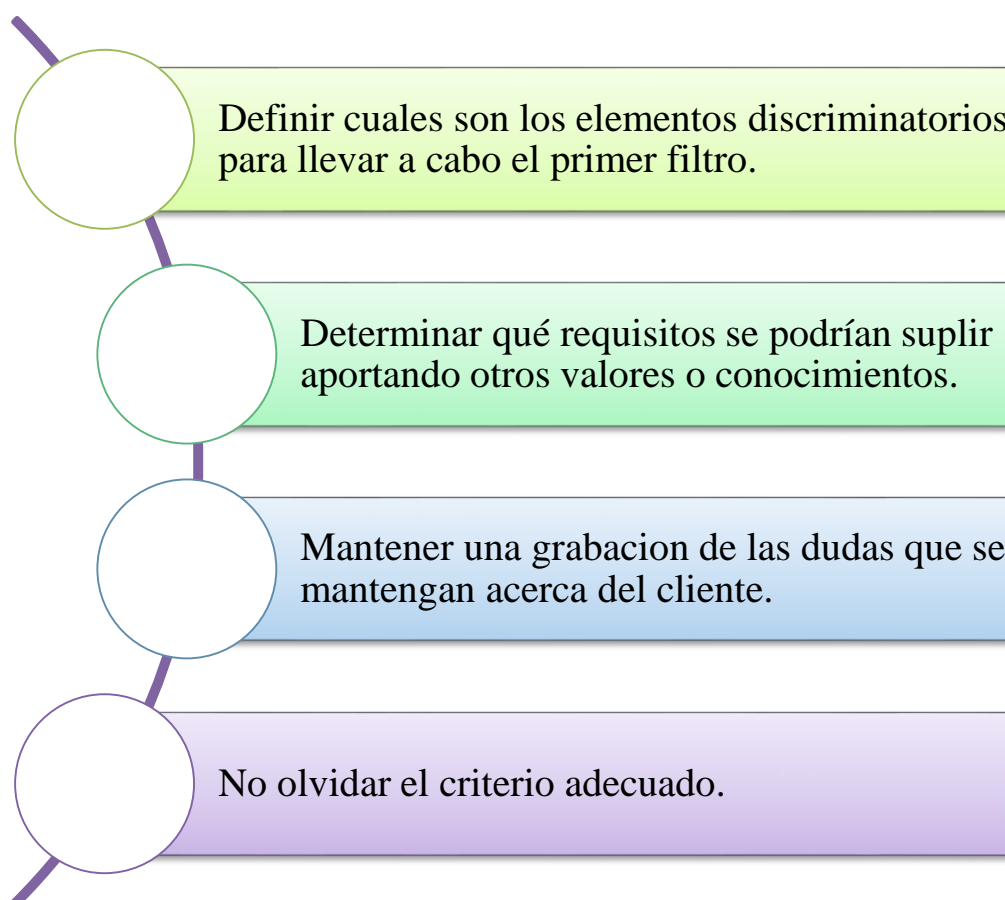 Definir cuales son los elementos discriminatorios
para llevar a cabo el primer filtro.
Determinar qué requisitos se podrían suplir
aportando otros valores o conocimientos.
Mantener una grabacion de las dudas que se
mantengan acerca del cliente.
No olvidar el criterio adecuado.